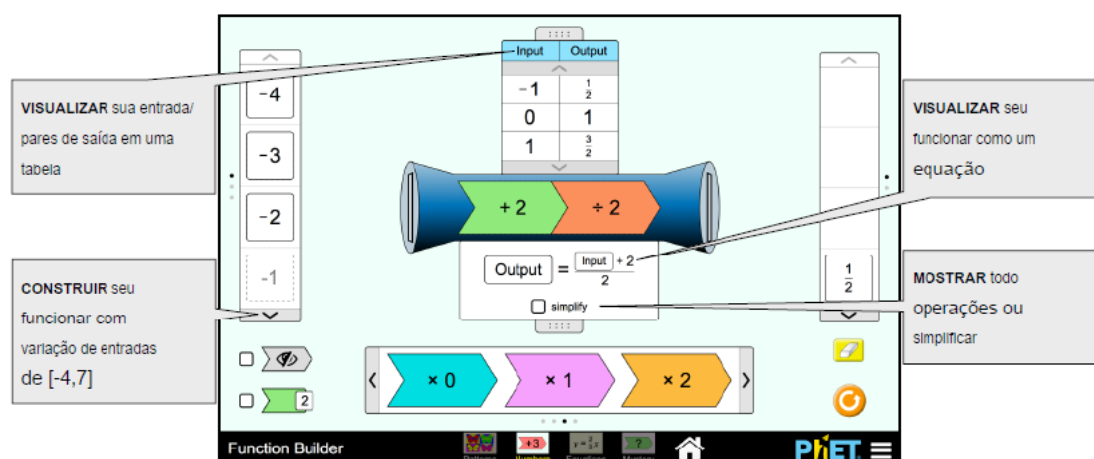 VISUALIZAR sua entrada/
pares de saída em uma
tabela
CONSTRUIR seu
funcionar com
variação de entradas
de [-4,7]
-4
-3
-2
-1
Input Output
-1 1/2
0 1
1 3/2
+ 2 ÷ 2
Output = Input + 2
2
simplify
× 0 × 1 × 2
2
1/2
VISUALIZAR seu
funcionar como um
equação
MOSTRAR todo
operações ou
simplificar
Function Builder
+3
?
PhET